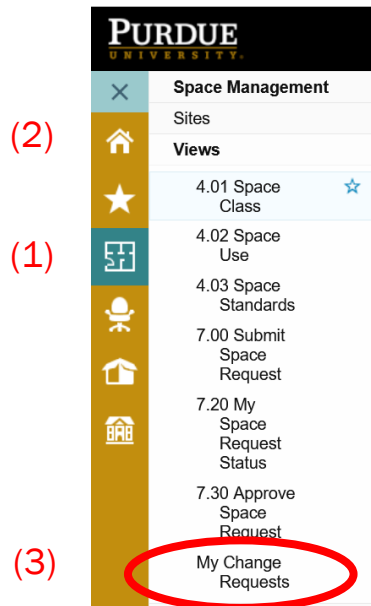 PURDUE
UNIVERSITY.
Space Management
(2)
Sites
Views
4.01 Space
Class
(1)
4.02 Space
Use
4.03 Space
Standards
7.00 Submit
Space
Request
7.20 My
Space
Request
Status
7.30 Approve
Space
Request
(3)
My Change
Requests